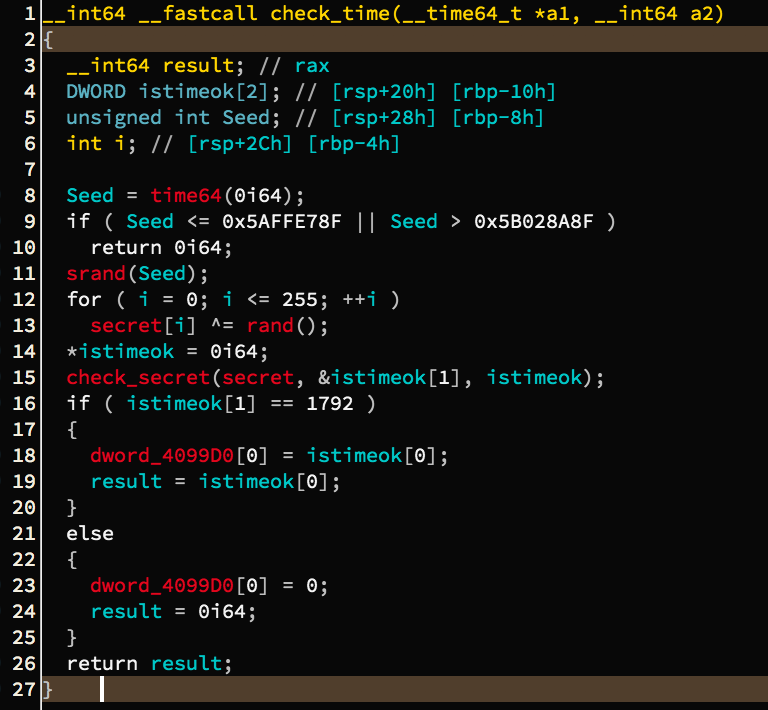 1 __int64 __fastcall check_time(__time64_t *a1, __int64 a2)
2 {
3   __int64 result; // rax
4   DWORD istimeok[2]; // [rsp+20h] [rbp-10h]
5   unsigned int Seed; // [rsp+28h] [rbp-8h]
6   int i; // [rsp+2Ch] [rbp-4h]
7
8   Seed = time64(0i64);
9   if ( Seed <= 0x5AFFE78F || Seed > 0x5B028A8F )
10     return 0i64;
11   srand(Seed);
12   for ( i = 0; i <= 255; ++i )
13     secret[i] ^= rand();
14   *istimeok = 0i64;
15   check_secret(secret, &istimeok[1], istimeok);
16   if ( istimeok[1] == 1792 )
17   {
18     dword_4099D0[0] = istimeok[0];
19     result = istimeok[0];
20   }
21   else
22   {
23     dword_4099D0[0] = 0;
24     result = 0i64;
25   }
26   return result;
27 }